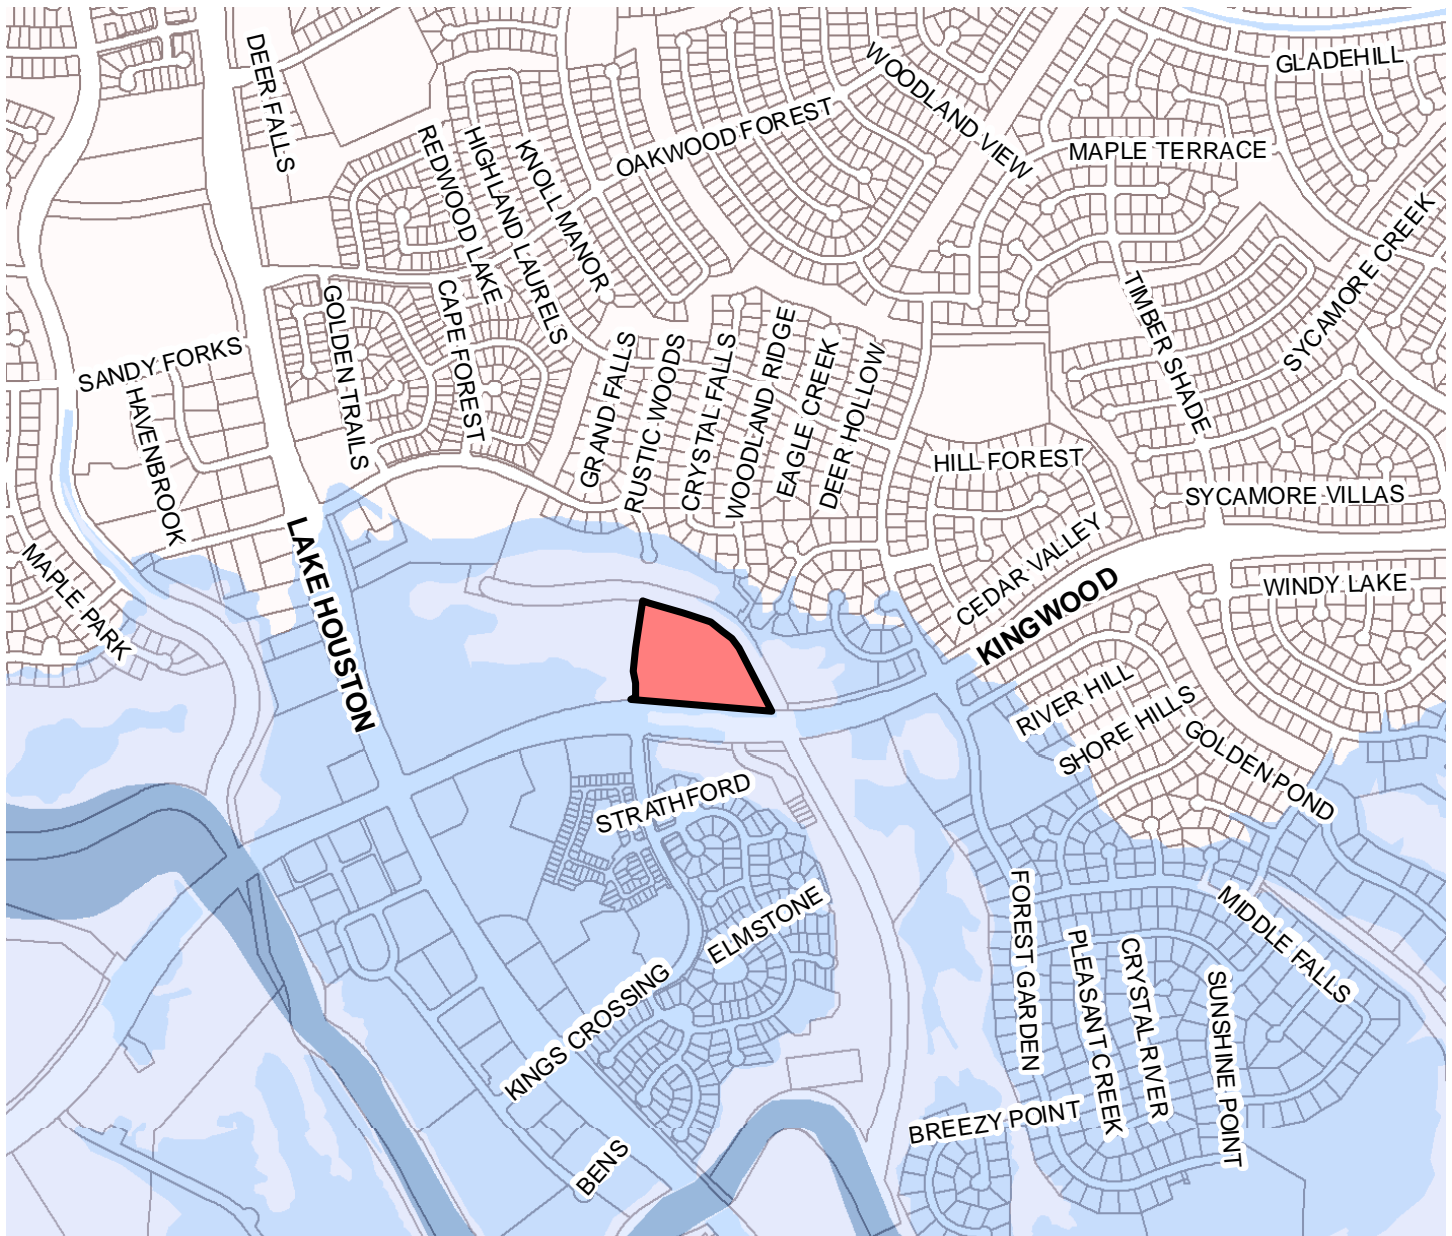 DEER FALLS
WOODLAND VIEW
GLADEHILL
OAKWOOD FOREST
MAPLE TERRACE
REDWOOD LAKE
HIGHLAND LAURELS
KNOLL MANOR
SYCAMORE CREEK
GOLDEN TRAILS
CAPE FOREST
TIMBER SHADE
SANDY FORKS
HAVENBROOK
GRAND FALLS
RUSTIC WOODS
CRYSTAL FALLS
WOODLAND RIDGE
EAGLE CREEK
DEER HOLLOW
HILL FOREST
SYCAMORE VILLAS
LAKE HOUSTON
CEDAR VALLEY
KINGWOOD
WINDY LAKE
MAPLE PARK
RIVER HILL
SHORE HILLS
GOLDEN POND
STRATHFORD
ELMSTONE
FOREST GARDEN
PLEASANT CREEK
CRYSTAL RIVER
SUNSHINE POINT
MIDDLE FALLS
KINGS CROSSING
BREEZY POINT
BENS